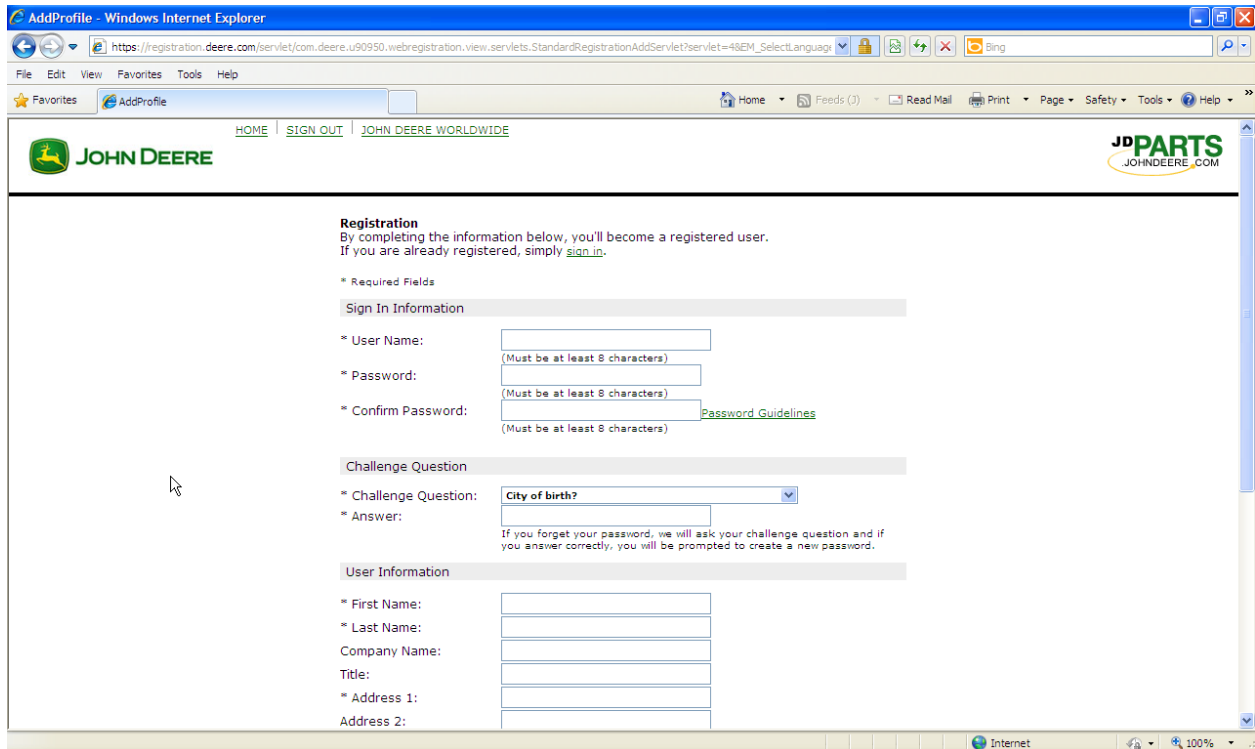 AddProfile - Windows Internet Explorer
https://registration.deere.com/servlet/com.deere.u90950.webregistration.view.servlets.StandardRegistrationAddServlet?servlet=4&EM_SelectLanguage
Bing
File Edit View Favorites Tools Help
Favorites AddProfile Home Feeds (J) Read Mail Print Page Safety Tools Help »
HOME | SIGN OUT | JOHN DEERE WORLDWIDE
JOHN DEERE
JDPARTS
.JOHNDEERE.COM
Registration
By completing the information below, you'll become a registered user.
If you are already registered, simply sign in.
* Required Fields
Sign In Information
* User Name:
(Must be at least 8 characters)
* Password:
(Must be at least 8 characters)
* Confirm Password: Password Guidelines
(Must be at least 8 characters)
Challenge Question
* Challenge Question: City of birth?
* Answer:
If you forget your password, we will ask your challenge question and if
you answer correctly, you will be prompted to create a new password.
User Information
* First Name:
* Last Name:
Company Name:
Title:
* Address 1:
Address 2:
Internet 100%